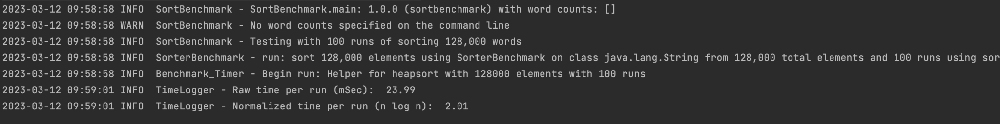 2023-03-12 09:58:58 INFO  SortBenchmark - SortBenchmark.main: 1.0.0 (sortbenchmark) with word counts: []
2023-03-12 09:58:58 WARN  SortBenchmark - No word counts specified on the command line
2023-03-12 09:58:58 INFO  SortBenchmark - Testing with 100 runs of sorting 128,000 words
2023-03-12 09:58:58 INFO  SorterBenchmark - run: sort 128,000 elements using SorterBenchmark on class java.lang.String from 128,000 total elements and 100 runs using sor
2023-03-12 09:58:58 INFO  Benchmark_Timer - Begin run: Helper for heapsort with 128000 elements with 100 runs
2023-03-12 09:59:01 INFO  TimeLogger - Raw time per run (mSec):  23.99
2023-03-12 09:59:01 INFO  TimeLogger - Normalized time per run (n log n):  2.01